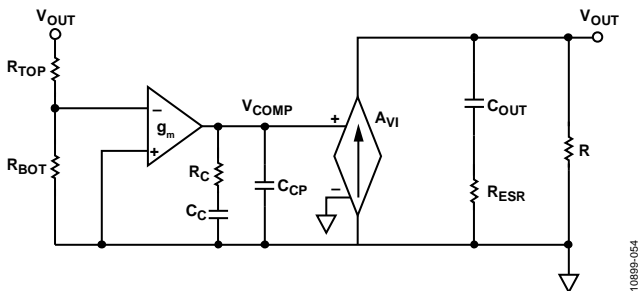 VOUT
VOUT
RTOP
−
gm
+
VCOMP
+
AVI
−
COUT
R
RBOT
RC
CCP
CC
RESR
10899-054